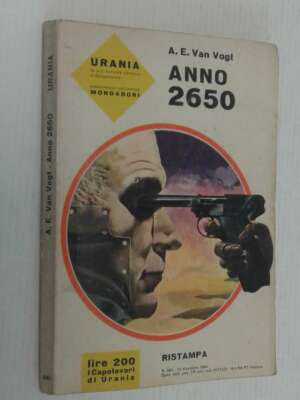 A. E. Van Vogt - Anno 2650 URANIA
URANIA
MONDADORI
A. E. Van Vogt
ANNO
2650
lire 200
I Capolavori
di Urania
RISTAMPA